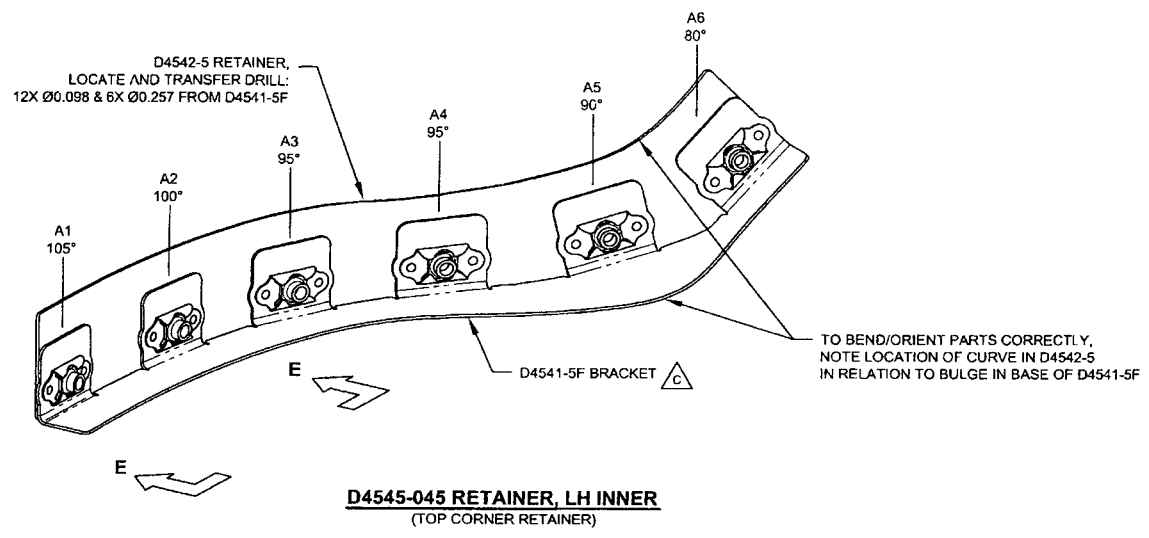 A6
80°
D4542-5 RETAINER,
LOCATE AND TRANSFER DRILL:
12X Ø0.098 & 6X Ø0.257 FROM D4541-5F
A5
90°
A4
95°
A3
95°
A2
100°
A1
105°
TO BEND/ORIENT PARTS CORRECTLY,
NOTE LOCATION OF CURVE IN D4542-5
IN RELATION TO BULGE IN BASE OF D4541-5F
E
D4541-5F BRACKET
C
E
D4545-045 RETAINER, LH INNER
(TOP CORNER RETAINER)